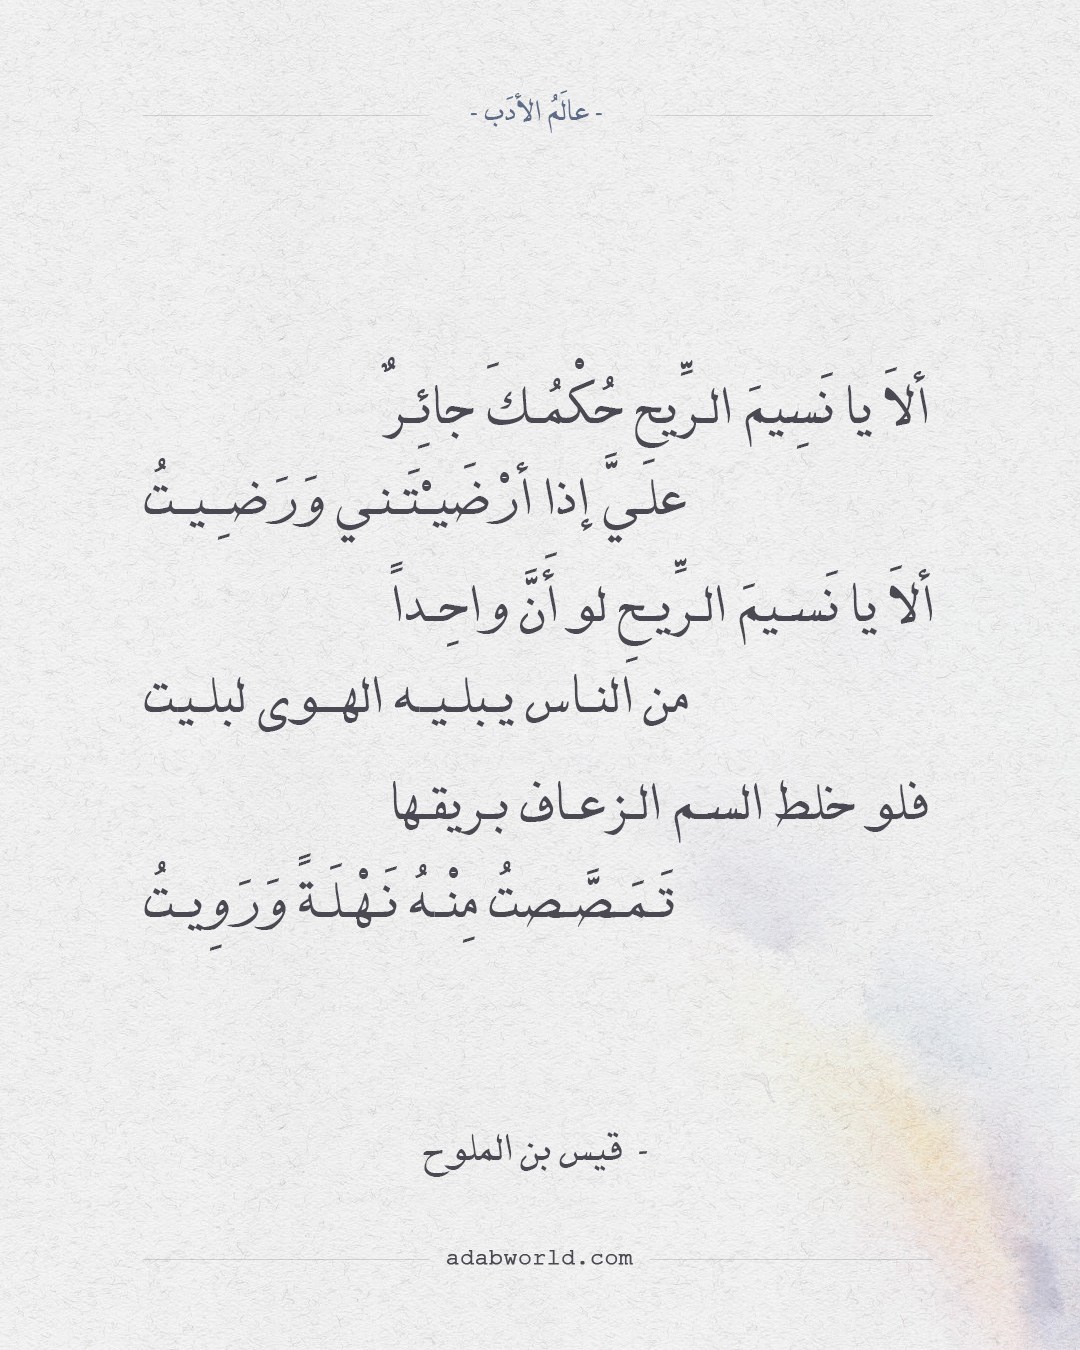 - عالَمُ الأدَب -
ألاَ يا نَسِيمَ الرِّيحِ حُكْمُكَ جائِرٌ
علَيَّ إذا أرْضَيْتَني وَرَضِيتُ
ألاَ يا نَسيمَ الرِّيحِ لو أَنَّ واحِداً
من الناس يبليه الهوى لبليت
فلو خلط السم الزعاف بريقها
تَمَصَّصتُ مِنْهُ نَهْلَةً وَرَوِيتُ
- قيس بن الملوح
adabworld.com